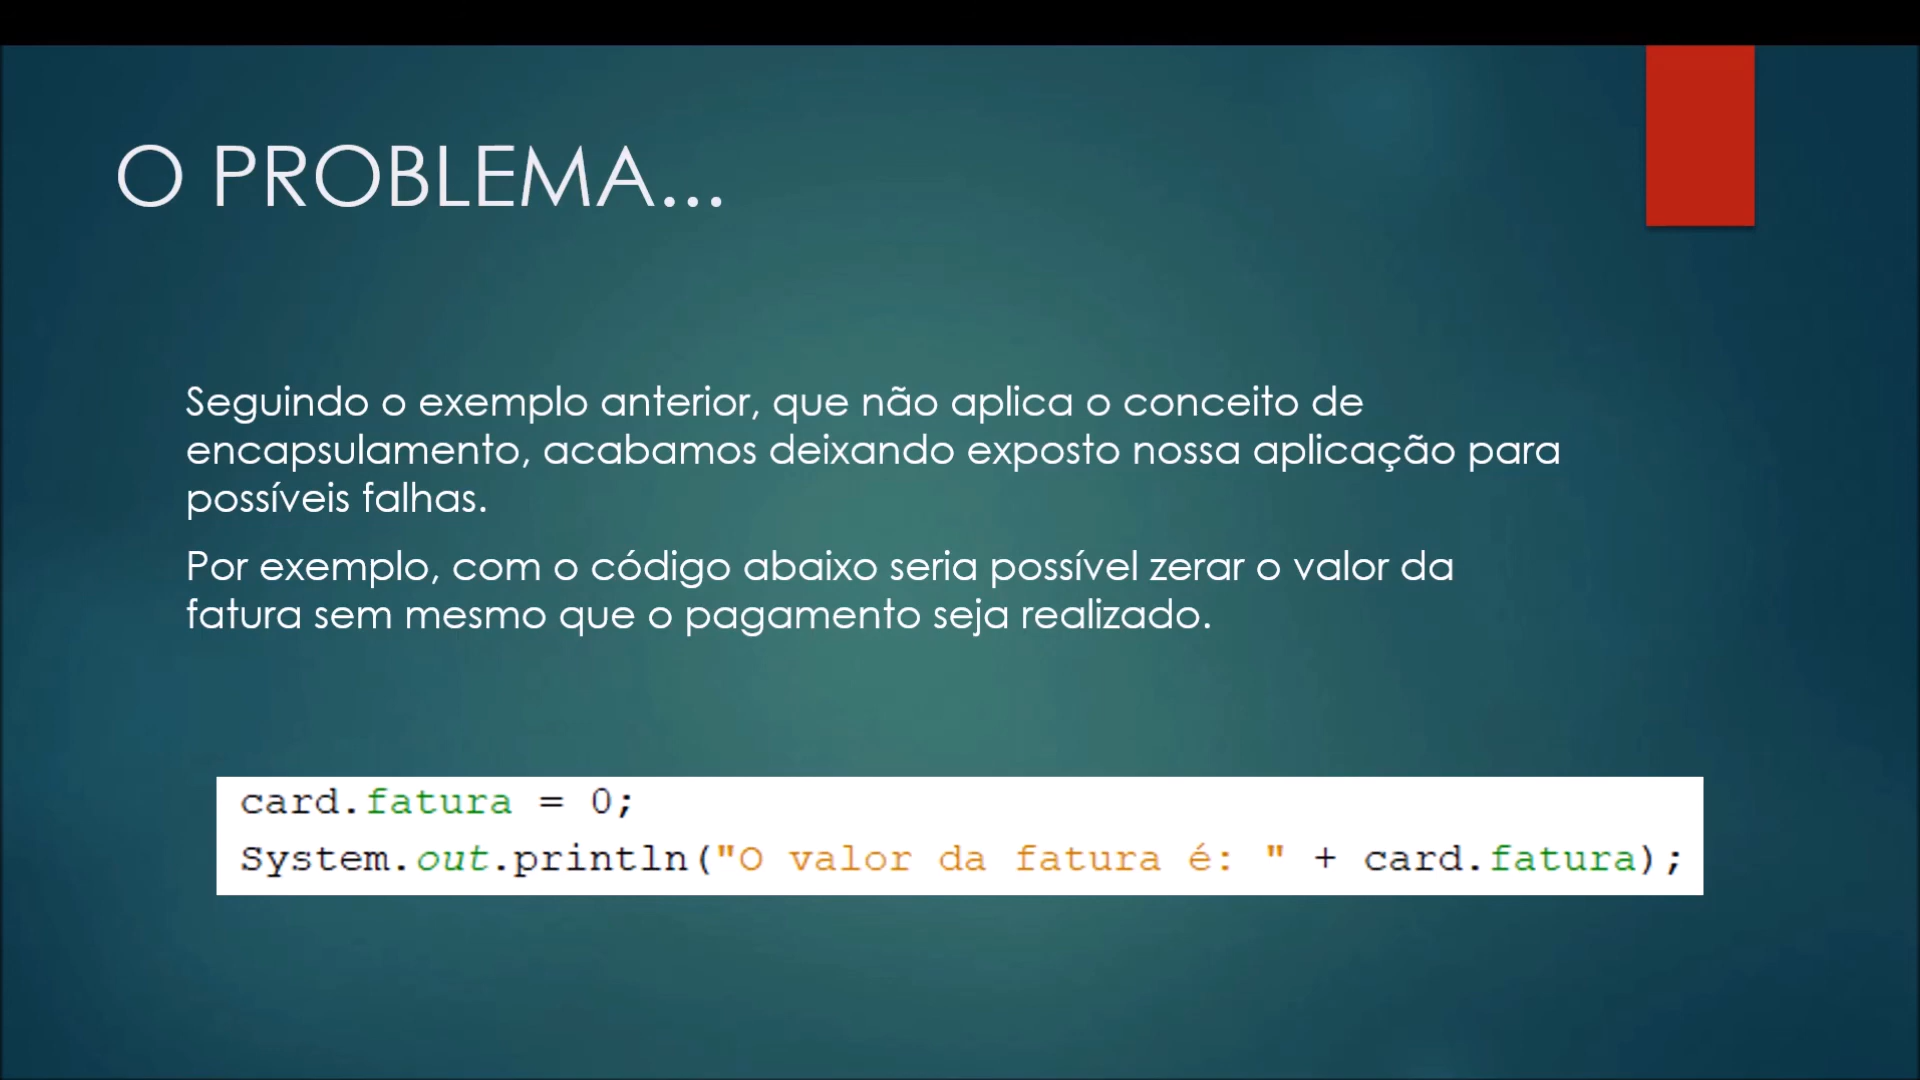 O PROBLEMA...
Seguindo o exemplo anterior, que não aplica o conceito de
encapsulamento, acabamos deixando exposto nossa aplicação para
possíveis falhas.
Por exemplo, com o código abaixo seria possível zerar o valor da
fatura sem mesmo que o pagamento seja realizado.
card.fatura = 0;
System.out.println("O valor da fatura é: " + card.fatura);